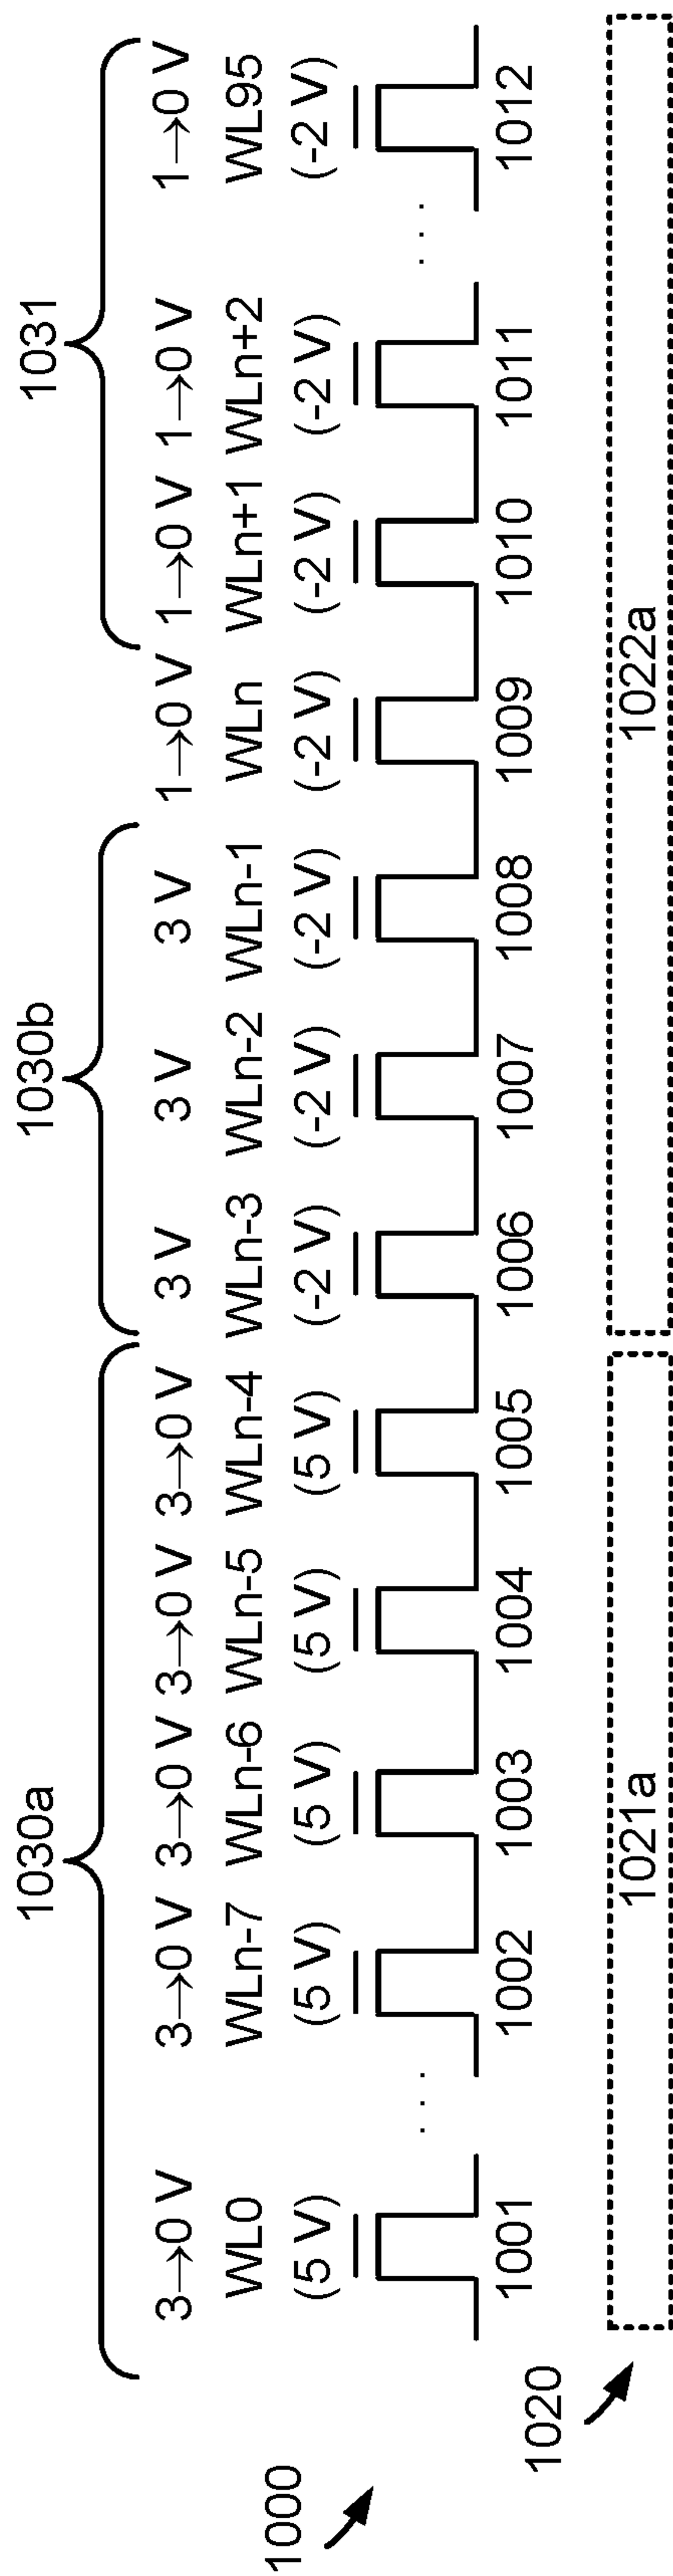 1030a 1030b 1031
3→0 V 3→0 V 3→0 V 3→0 V 3→0 V 3 V 3 V 3 V 1→0 V 1→0 V 1→0 V 1→0 V
WL0 WLn-7 WLn-6 WLn-5 WLn-4 WLn-3 WLn-2 WLn-1 WLn WLn+1 WLn+2 WL95
(5 V) (5 V) (5 V) (5 V) (5 V) (-2 V) (-2 V) (-2 V) (-2 V) (-2 V) (-2 V) (-2 V)
1000 . . . . . .
1001 1002 1003 1004 1005 1006 1007 1008 1009 1010 1011 1012
1020 1021a 1022a